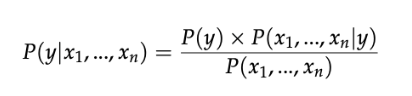 P(y|x₁, ..., xₙ) = P(y) × P(x₁, ..., xₙ|y) / P(x₁, ..., xₙ)